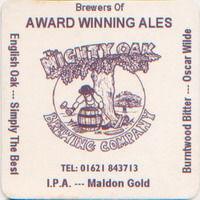 Brewers Of
AWARD WINNING ALES
English Oak --- Simply The Best
MIGHTY OAK
BREWING COMPANY
Burntwood Bitter --- Oscar Wilde
TEL: 01621 843713
I.P.A. --- Maldon Gold